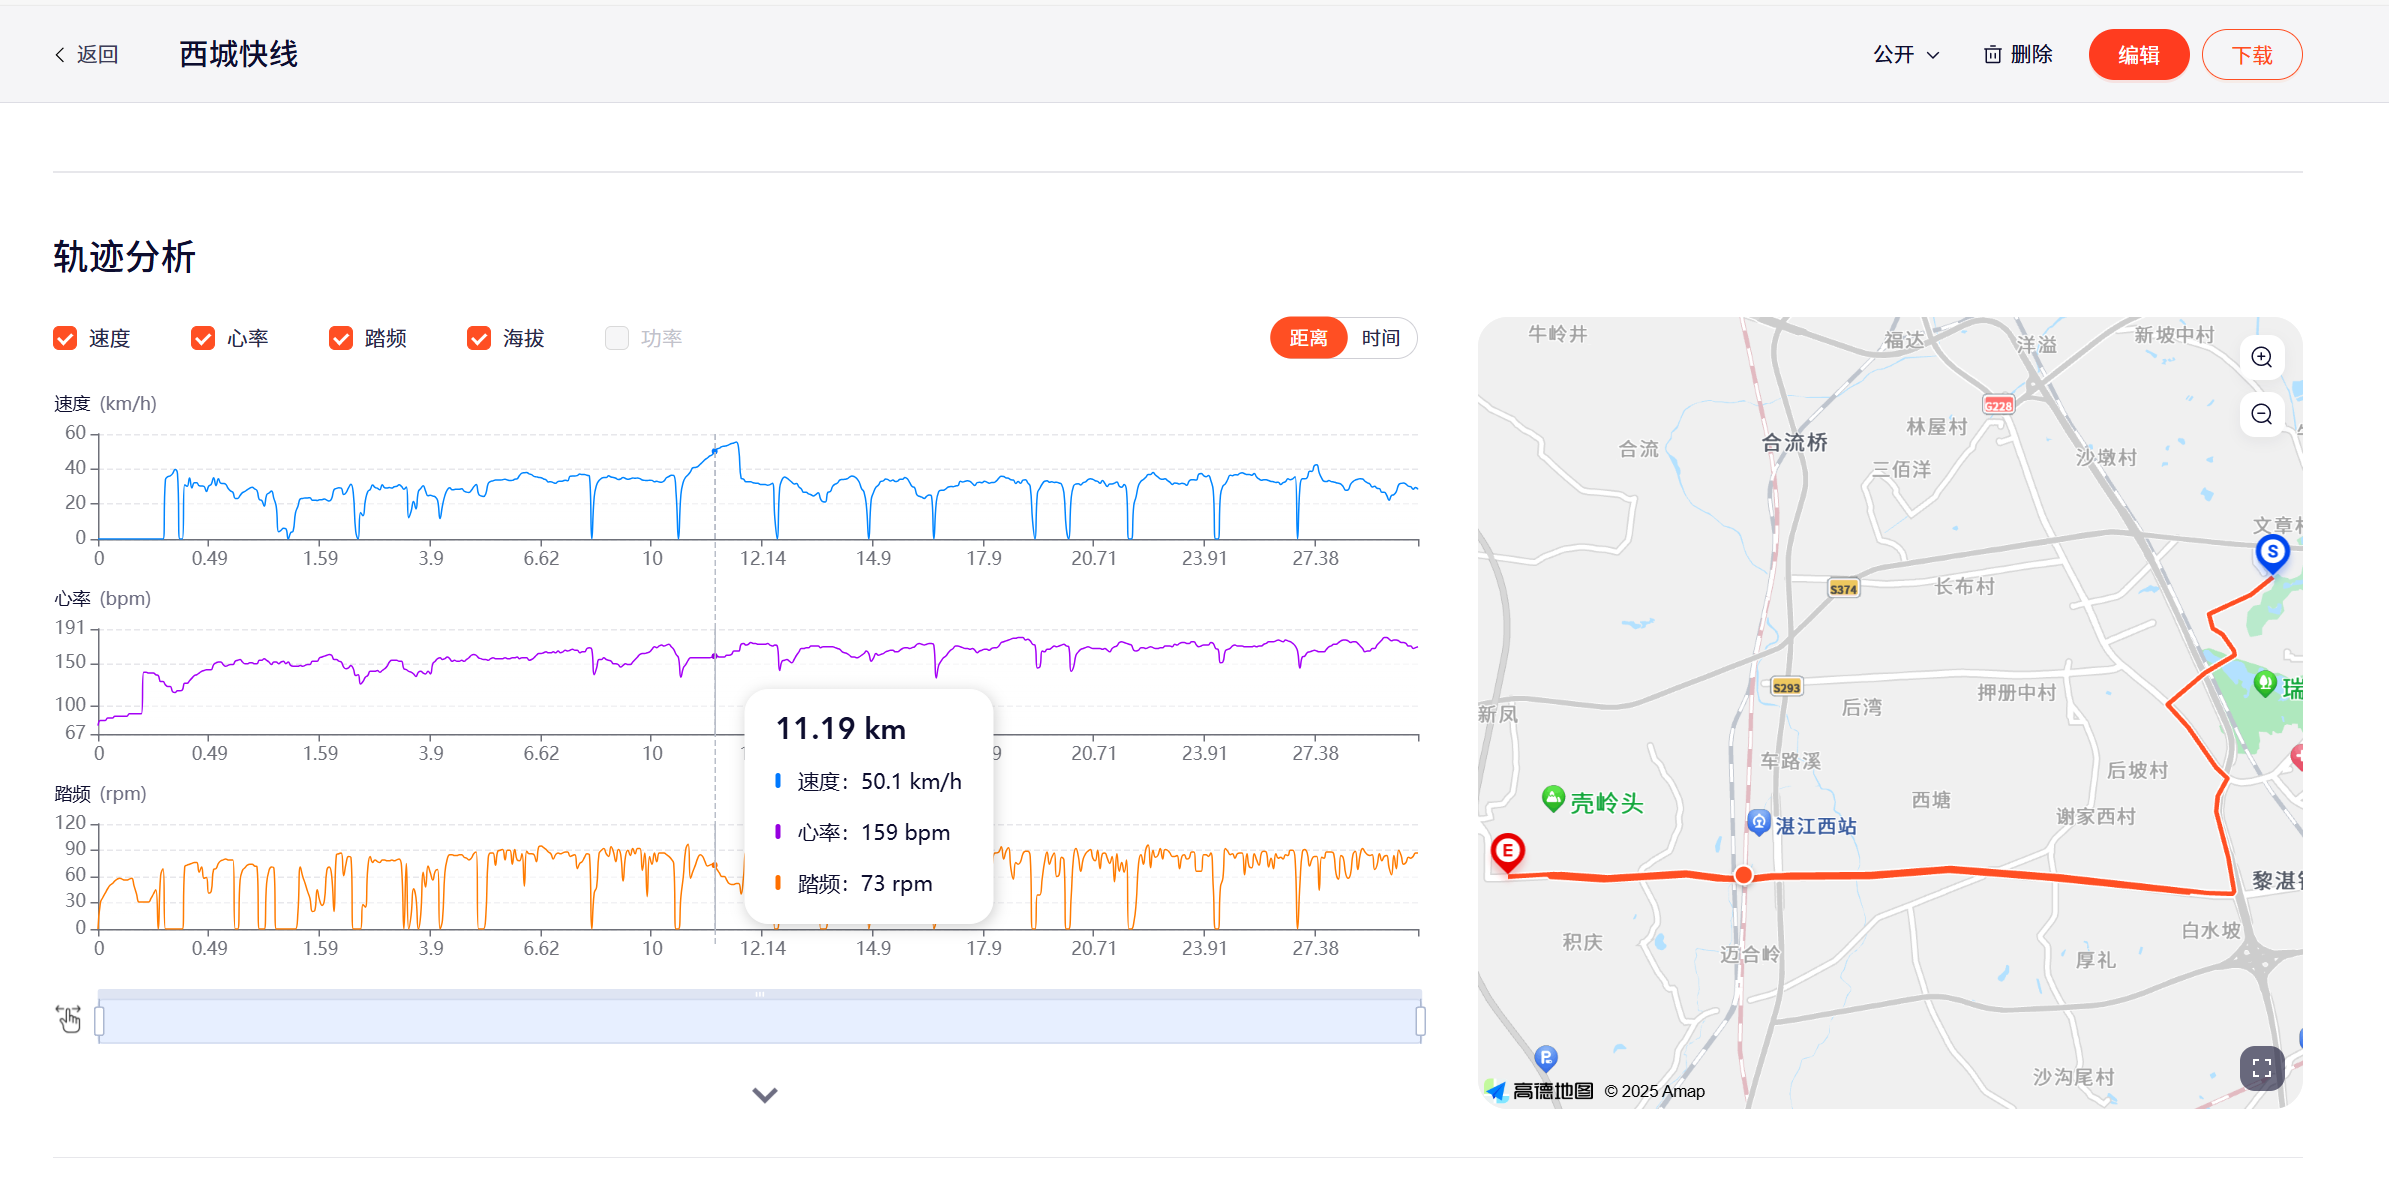 返回
西城快线
公开
删除
编辑
下载
轨迹分析
速度
心率
踏频
海拔
功率
距离
时间
速度 (km/h)
60
40
20
0
0 0.49 1.59 3.9 6.62 10 12.14 14.9 17.9 20.71 23.91 27.38
心率 (bpm)
191
150
100
67
0 0.49 1.59 3.9 6.62 10 20.71 23.91 27.38
踏频 (rpm)
120
90
60
30
0
0 0.49 1.59 3.9 6.62 10 12.14 14.9 17.9 20.71 23.91 27.38
11.19 km
速度: 50.1 km/h
心率: 159 bpm
踏频: 73 rpm
牛岭井
福达
洋溢
新坡中村
G228
林屋村
合流桥
合流
三佰洋
沙墩村
文章
S
S374
长布村
S293
押册中村
后湾
新凤
瑞
车路溪
后坡村
西塘
谢家西村
壳岭头
湛江西站
E
黎湛
白水坡
积庆
迈合岭
厚礼
沙沟尾村
P
高德地图 © 2025 Amap